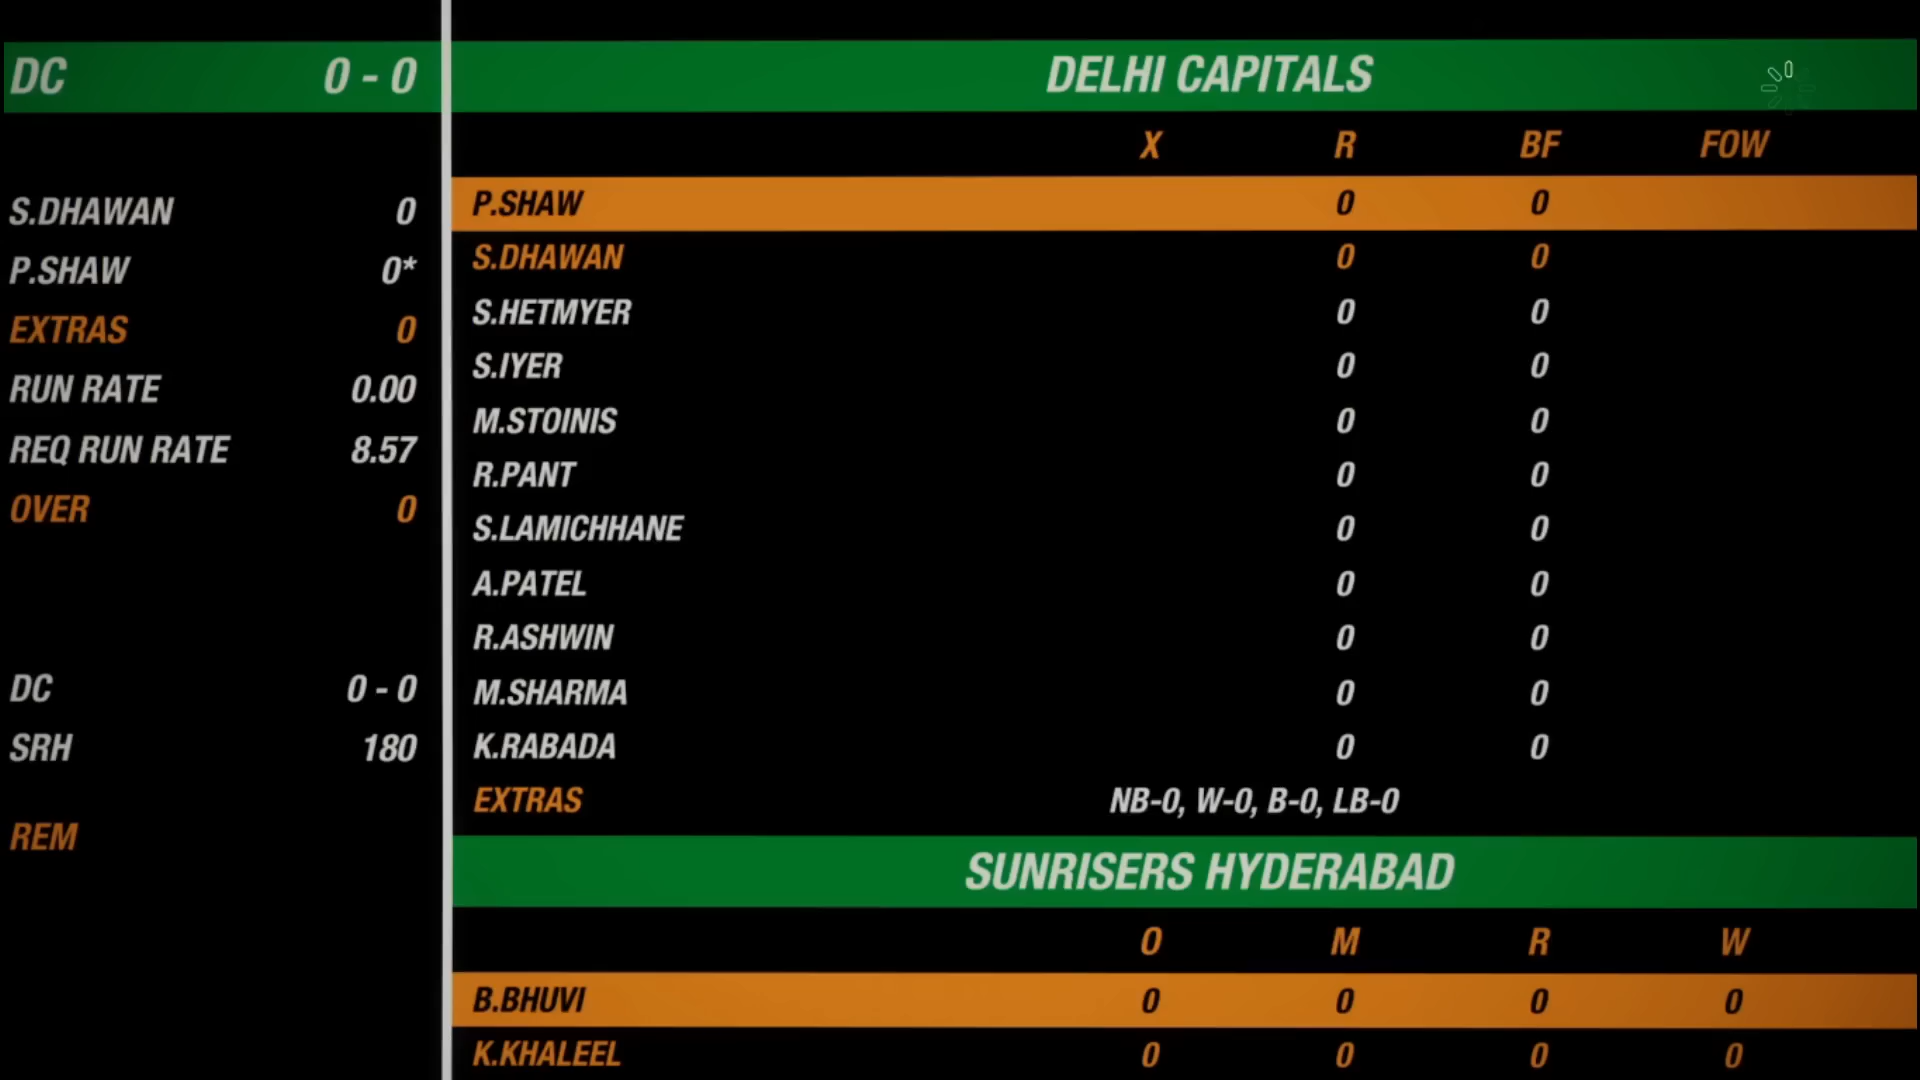 DC 0 - 0
S.DHAWAN 0
P.SHAW 0*
EXTRAS 0
RUN RATE 0.00
REQ RUN RATE 8.57
OVER 0
DC 0 - 0
SRH 180
REM
DELHI CAPITALS
X R BF FOW
P.SHAW 0 0
S.DHAWAN 0 0
S.HETMYER 0 0
S.IYER 0 0
M.STOINIS 0 0
R.PANT 0 0
S.LAMICHHANE 0 0
A.PATEL 0 0
R.ASHWIN 0 0
M.SHARMA 0 0
K.RABADA 0 0
EXTRAS NB-0, W-0, B-0, LB-0
SUNRISERS HYDERABAD
O M R W
B.BHUVI 0 0 0 0
K.KHALEEL 0 0 0 0